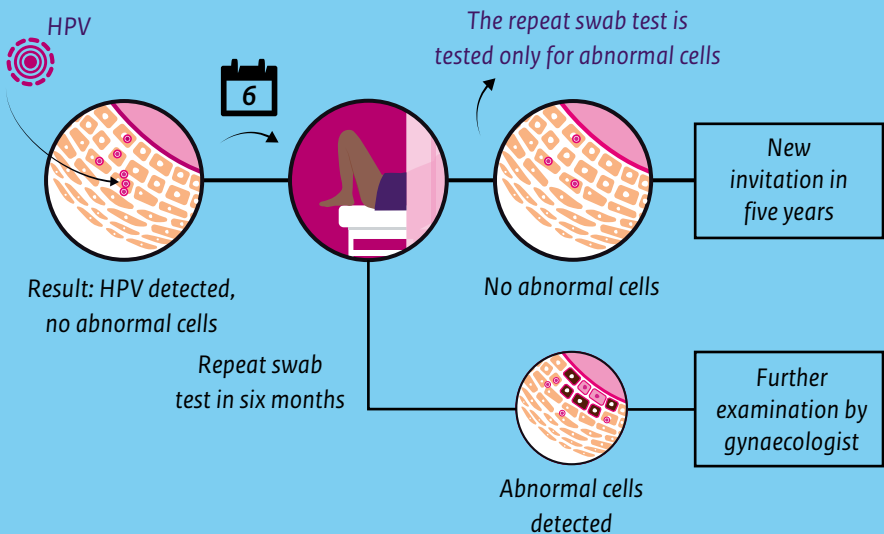 HPV
The repeat swab test is
tested only for abnormal cells
6
New
invitation in
five years
Result: HPV detected,
no abnormal cells
No abnormal cells
Repeat swab
test in six months
Further
examination by
gynaecologist
Abnormal cells
detected